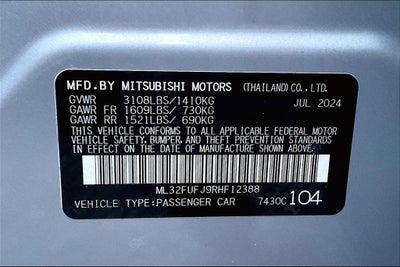 MFD.BY MITSUBISHI MOTORS (THAILAND)CO.,LTD.
GVWR 3108LBS/1410KG JUL 2024
GAWR FR 1609LBS/ 730KG
GAWR RR 1521LBS/ 690KG
THIS VEHICLE CONFORMS TO ALL APPLICABLE FEDERAL MOTOR
VEHICLE SAFETY, BUMPER, AND THEFT PREVENTION STANDARDS
IN EFFECT ON THE DATE OF MANUFACTURE SHOWN ABOVE.
ML32FUFJ9RHF12388
VEHICLE TYPE:PASSENGER CAR 7430C 104